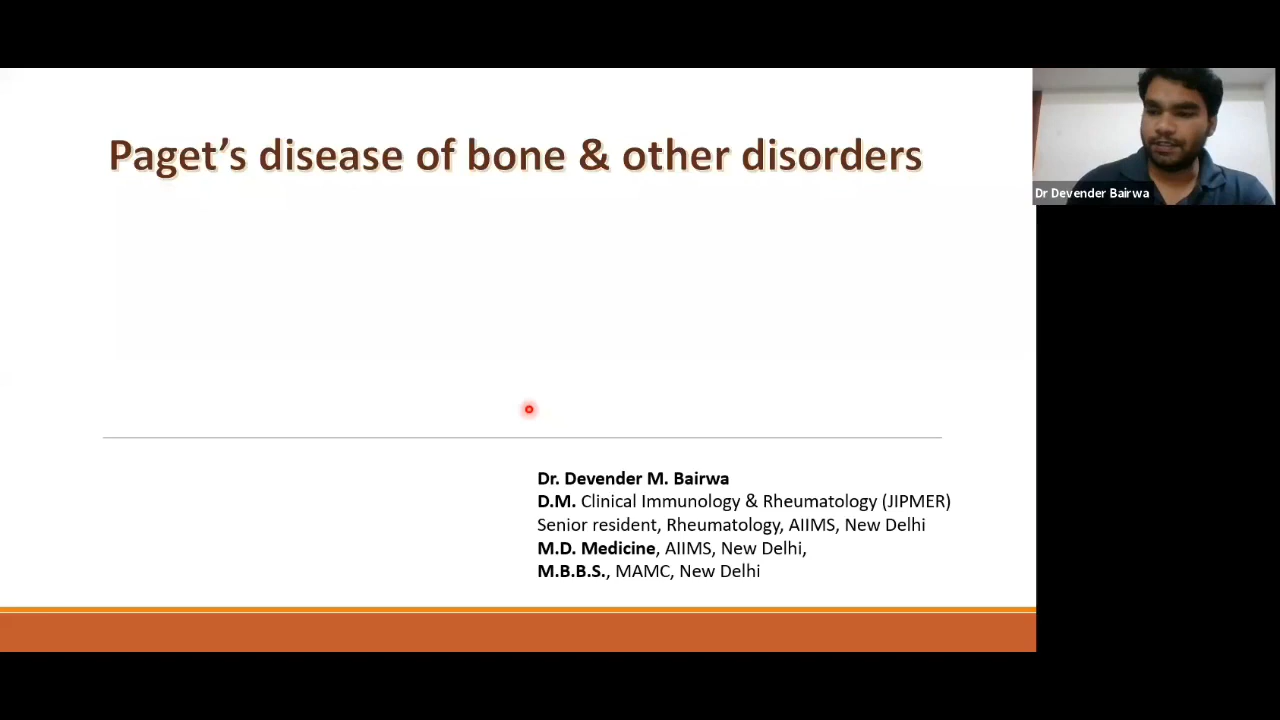 Paget’s disease of bone & other disorders
Dr Devender Bairwa
Dr. Devender M. Bairwa
D.M. Clinical Immunology & Rheumatology (JIPMER)
Senior resident, Rheumatology, AIIMS, New Delhi
M.D. Medicine, AIIMS, New Delhi,
M.B.B.S., MAMC, New Delhi